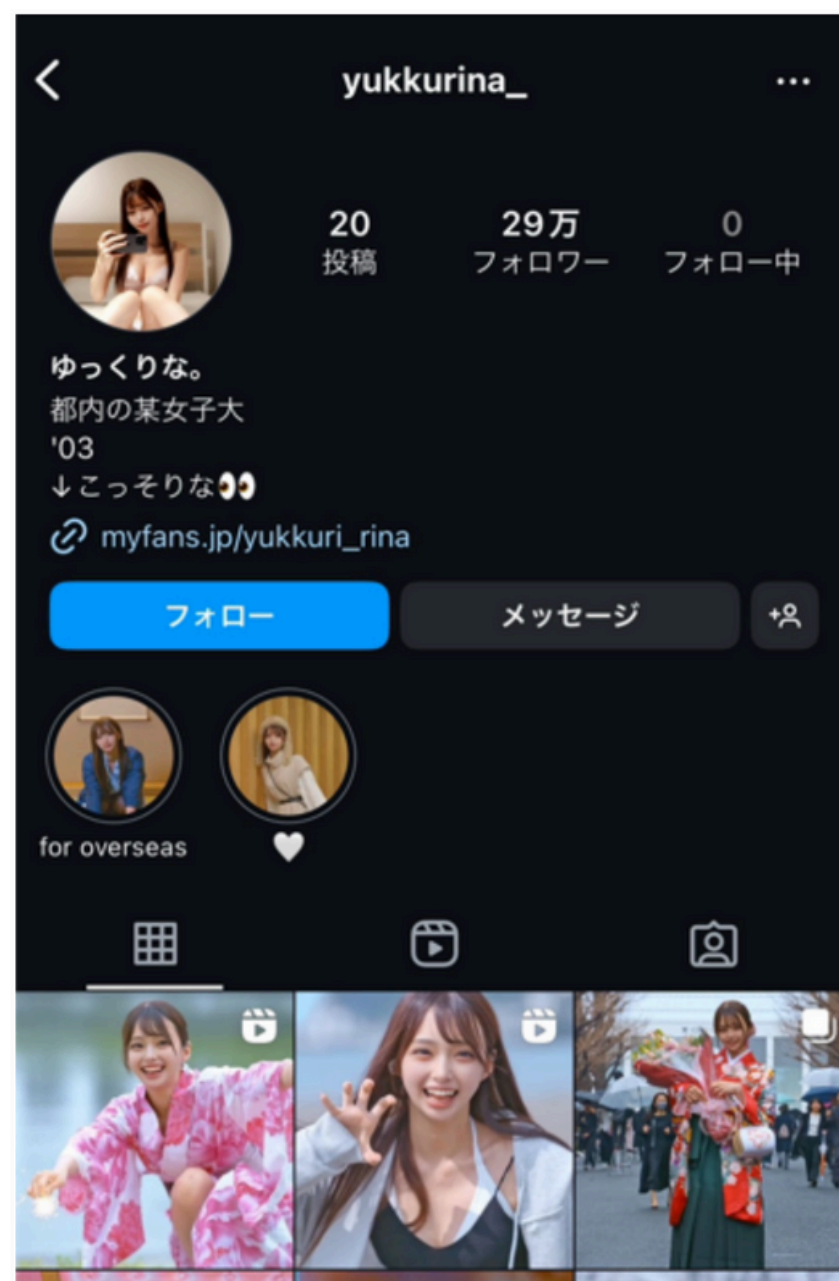 yukkurina_
20
投稿
29万
フォロワー
0
フォロー中
ゆっくりな。
都内の某女子大
'03
↓こっそりな👀
myfans.jp/yukkuri_rina
フォロー
メッセージ
for overseas
🤍